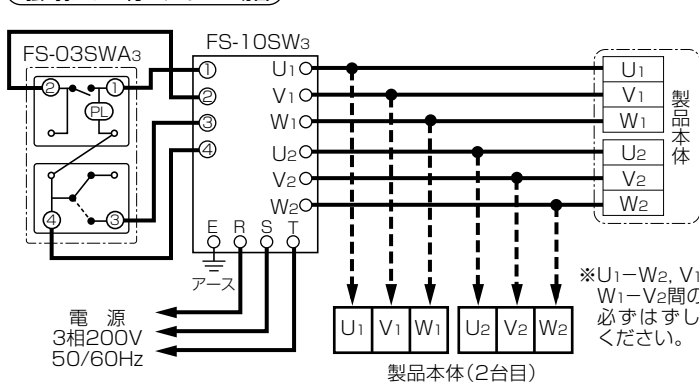 FS-10SW3
FS-03SWA3
② ①
PL
④ ③
①
②
③
④
U1
V1
W1
U2
V2
W2
E R S T
アース
電 源
3相200V
50/60Hz
U1
V1
W1
U2
V2
W2
製品本体
U1 V1 W1 U2 V2 W2
製品本体(2台目)
※U1−W2, V1
W1−V2間の
必ずはずし
ください。